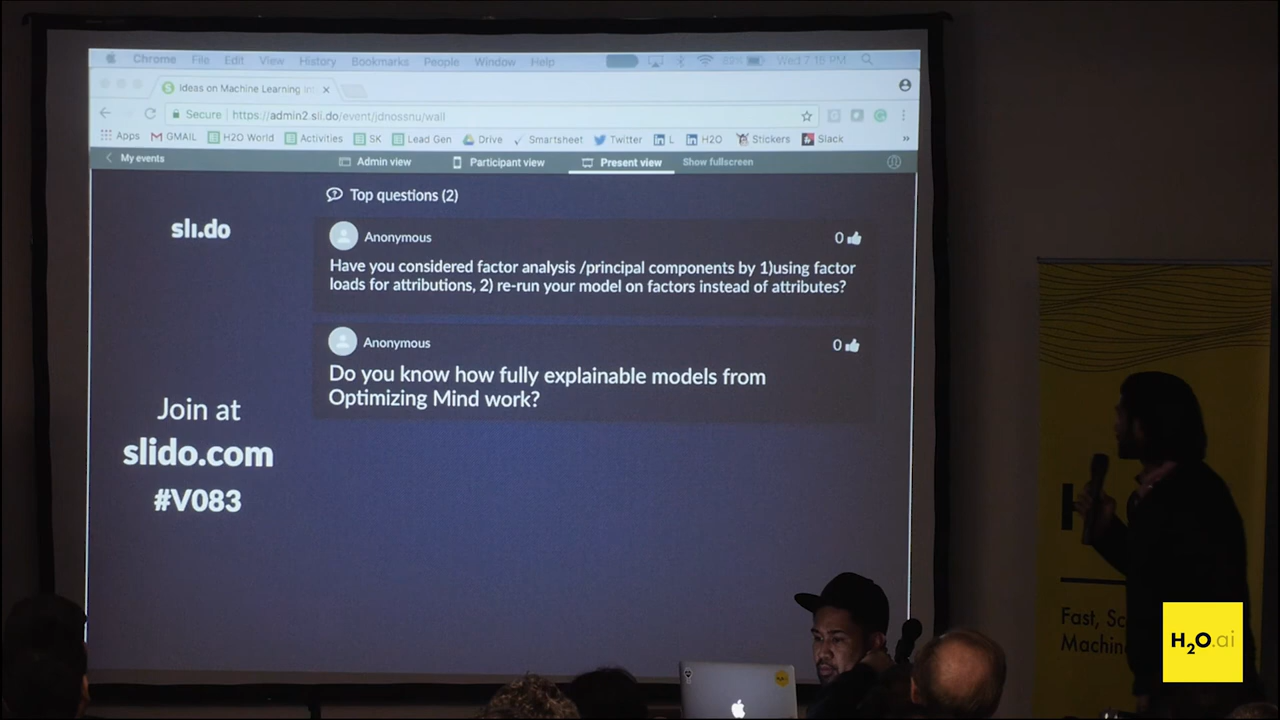 Chrome File Edit View History Bookmarks People Window Help Wed 7:16 PM
Ideas on Machine Learning
Secure https://admin2.sli.do/event/jdnossnu/wall
Apps GMAIL H2O World Activities SK Lead Gen Drive Smartsheet Twitter L H2O Stickers Slack »
My events Admin view Participant view Present view Show fullscreen
Top questions (2)
sli.do
Anonymous 0
Have you considered factor analysis /principal components by 1)using factor
loads for attributions, 2) re-run your model on factors instead of attributes?
Anonymous 0
Do you know how fully explainable models from
Optimizing Mind work?
Join at
slido.com
#V083
H
Fast, Sc
Machin
H2O.ai